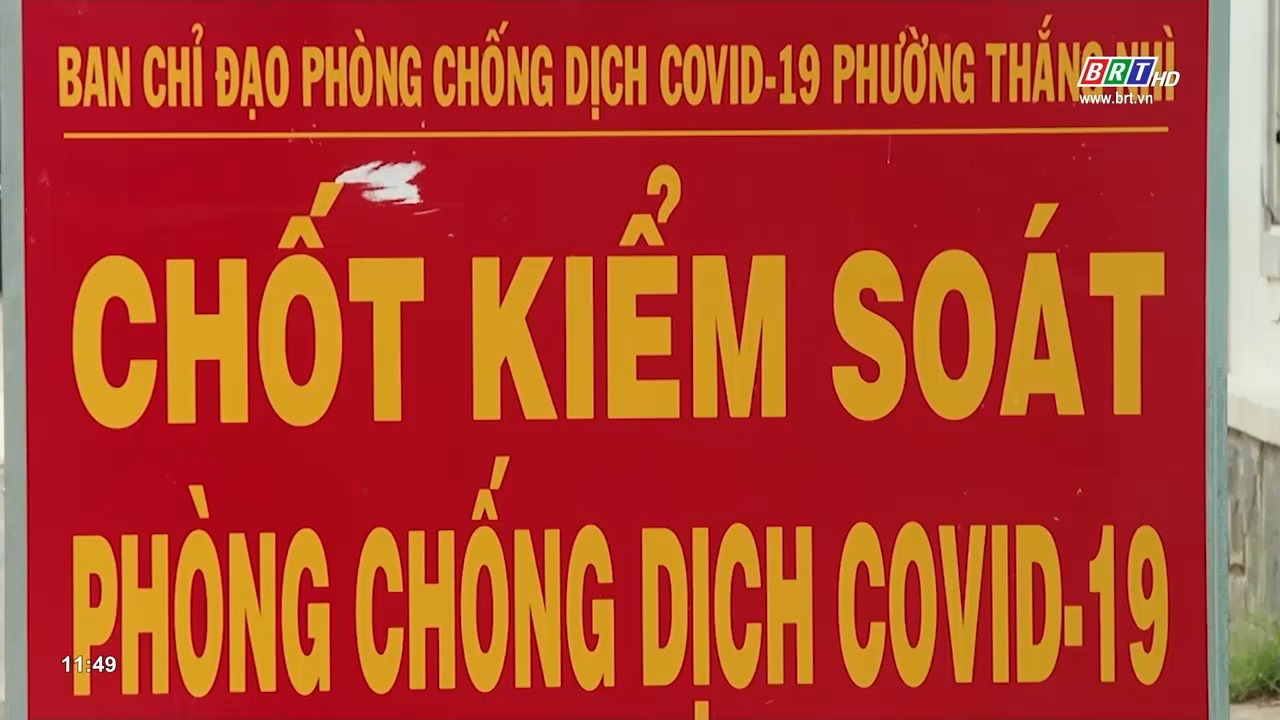 BAN CHỈ ĐẠO PHÒNG CHỐNG DỊCH COVID-19 PHƯỜNG THẮNG NHÌ
BRT HD
www.brt.vn
CHỐT KIỂM SOÁT
PHÒNG CHỐNG DỊCH COVID-19
11:49